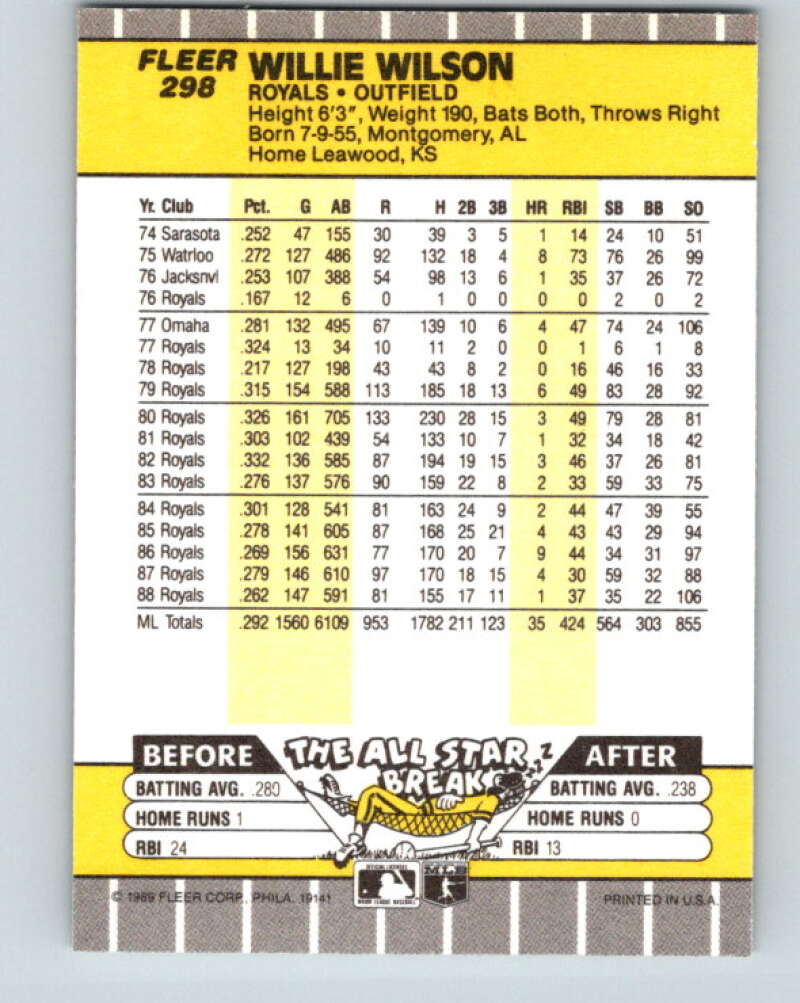 FLEER WILLIE WILSON
298 ROYALS • OUTFIELD
Height 6'3", Weight 190, Bats Both, Throws Right
Born 7-9-55, Montgomery, AL
Home Leawood, KS
Yr. Club Pct. G AB R H 2B 3B HR RBI SB BB SO
74 Sarasota .252 47 155 30 39 3 5 1 14 24 10 51
75 Watrloo .272 127 486 92 132 18 4 8 73 76 26 99
76 Jacksnvl .253 107 388 54 98 13 6 1 35 37 26 72
76 Royals .167 12 6 0 1 0 0 0 0 2 0 2
77 Omaha .281 132 495 67 139 10 6 4 47 74 24 106
77 Royals .324 13 34 10 11 2 0 0 1 6 1 8
78 Royals .217 127 198 43 43 8 2 0 16 46 16 33
79 Royals .315 154 588 113 185 18 13 6 49 83 28 92
80 Royals .326 161 705 133 230 28 15 3 49 79 28 81
81 Royals .303 102 439 54 133 10 7 1 32 34 18 42
82 Royals .332 136 585 87 194 19 15 3 46 37 26 81
83 Royals .276 137 576 90 159 22 8 2 33 59 33 75
84 Royals .301 128 541 81 163 24 9 2 44 47 39 55
85 Royals .278 141 605 87 168 25 21 4 43 43 29 94
86 Royals .269 156 631 77 170 20 7 9 44 34 31 97
87 Royals .279 146 610 97 170 18 15 4 30 59 32 88
88 Royals .262 147 591 81 155 17 11 1 37 35 22 106
ML Totals .292 1560 6109 953 1782 211 123 35 424 564 303 855
BEFORE THE ALL STAR BREAK ZZZ AFTER
BATTING AVG. .289 BATTING AVG. .238
HOME RUNS 1 HOME RUNS 0
RBI 24 RBI 13
MLB
© 1989 FLEER CORP., PHILA. 19141 PRINTED IN U.S.A.